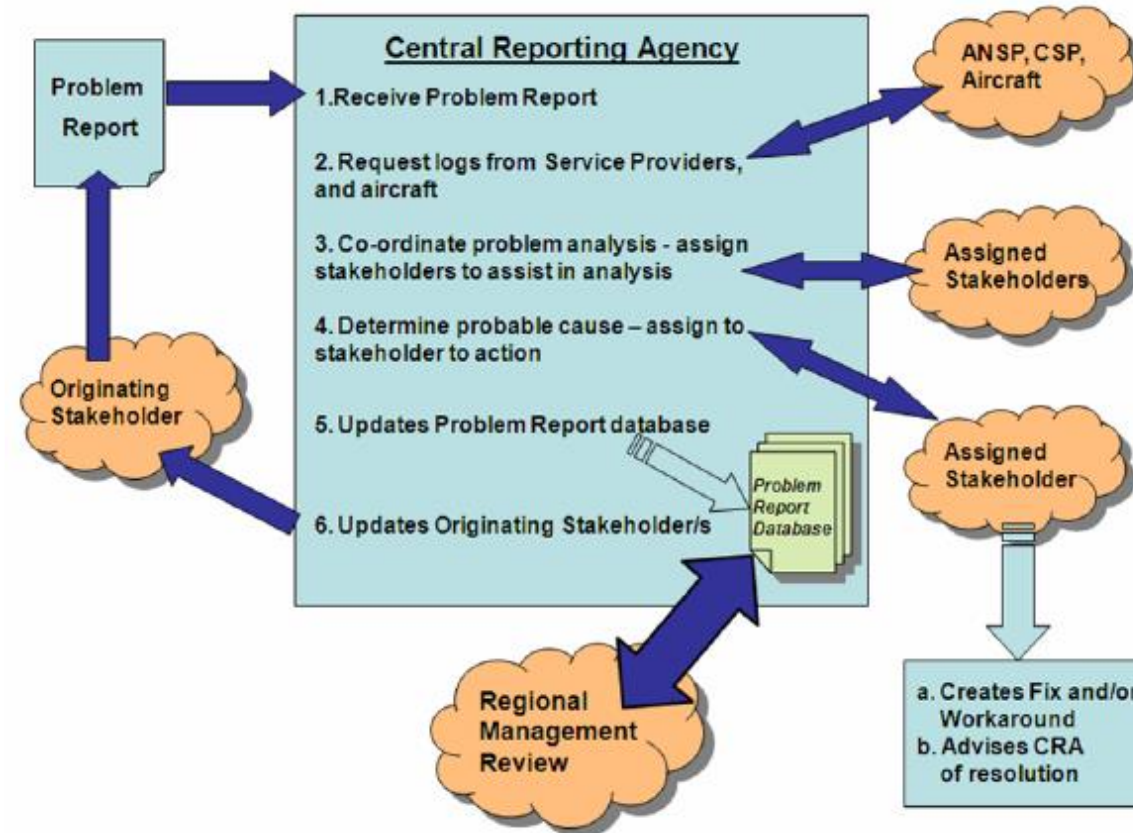 Problem
Report
Central Reporting Agency
1.Receive Problem Report
2. Request logs from Service Providers,
and aircraft
3. Co-ordinate problem analysis - assign
stakeholders to assist in analysis
4. Determine probable cause – assign to
stakeholder to action
5. Updates Problem Report database
6. Updates Originating Stakeholder/s
Problem
Report
Database
ANSP, CSP,
Aircraft
Assigned
Stakeholders
Assigned
Stakeholder
Originating
Stakeholder
Regional
Management
Review
a. Creates Fix and/or
Workaround
b. Advises CRA
of resolution